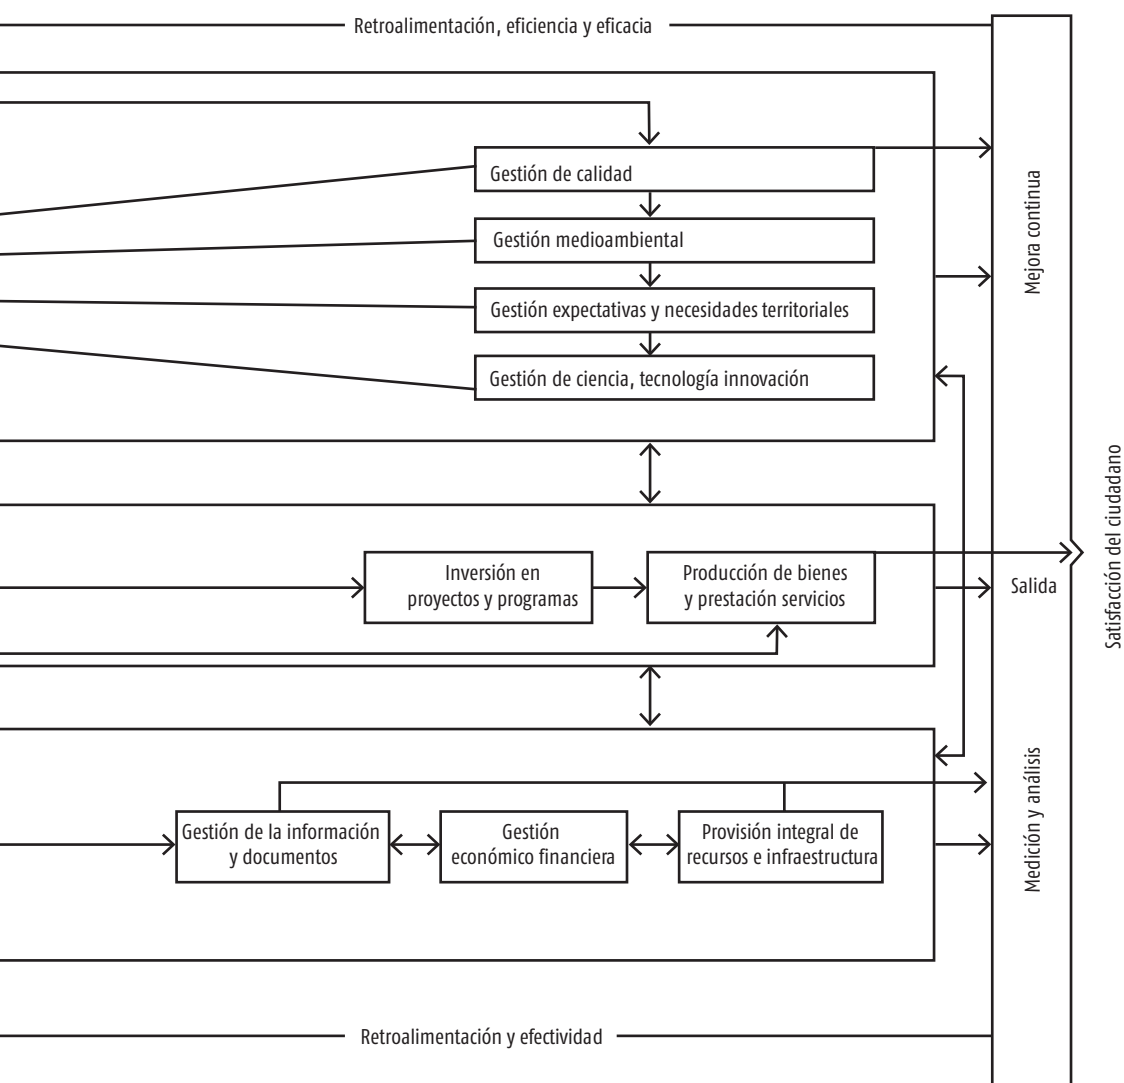 Retroalimentación, eficiencia y eficacia
Gestión de calidad
Gestión medioambiental
Gestión expectativas y necesidades territoriales
Gestión de ciencia, tecnología innovación
Mejora continua
Inversión en
proyectos y programas
Producción de bienes
y prestación servicios
Salida
Satisfacción del ciudadano
Gestión de la información
y documentos
Gestión
económico financiera
Provisión integral de
recursos e infraestructura
Medición y análisis
Retroalimentación y efectividad